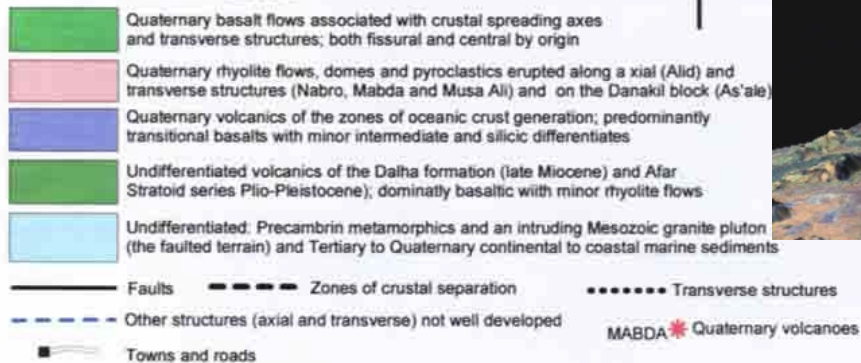 Quaternary basalt flows associated with crustal spreading axes
and transverse structures; both fissural and central by origin
Quaternary rhyolite flows, domes and pyroclastics erupted along a xial (Alid) and
transverse structures (Nabro, Mabda and Musa Ali) and on the Danakil block (As'ale)
Quaternary volcanics of the zones of oceanic crust generation; predominantly
transitional basalts with minor intermediate and silicic differentiates
Undifferentiated volcanics of the Dalha formation (late Miocene) and Afar
Stratoid series Plio-Pleistocene); dominatly basaltic wiith minor rhyolite flows
Undifferentiated: Precambrin metamorphics and an intruding Mesozoic granite pluton
(the faulted terrain) and Tertiary to Quaternary continental to coastal marine sediments
Faults Zones of crustal separation Transverse structures
Other structures (axial and transverse) not well developed
MABDA Quaternary volcanoes
Towns and roads